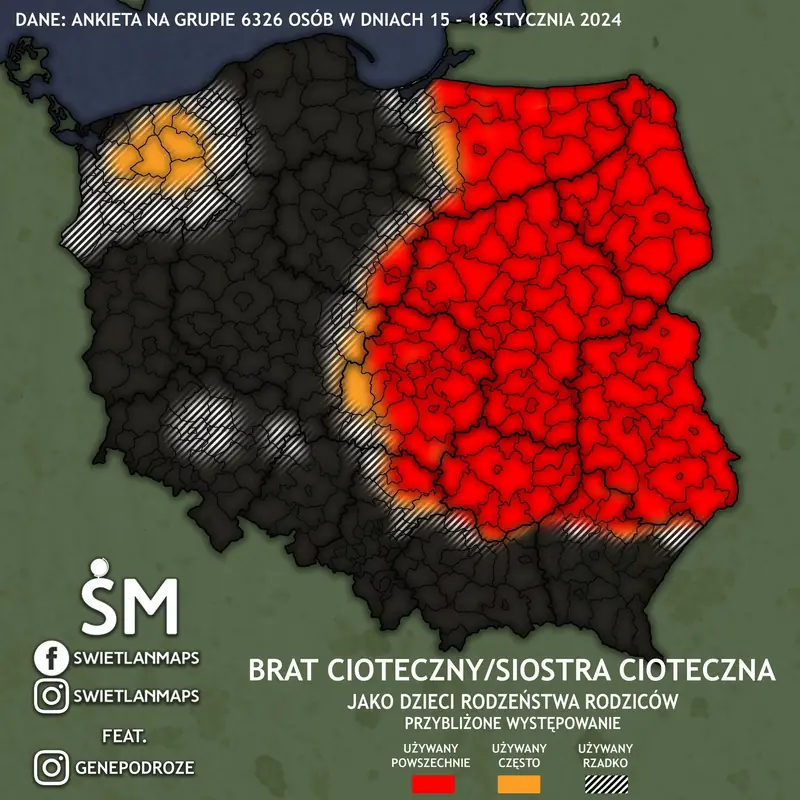 DANE: ANKIETA NA GRUPIE 6326 OSÓB W DNIACH 15 - 18 STYCZNIA 2024
ŚM
SWIETLANMAPS
SWIETLANMAPS
FEAT.
GENEPODROZE
BRAT CIOTECZNY/SIOSTRA CIOTECZNA
JAKO DZIECI RODZEŃSTWA RODZICÓW
PRZYBLIŻONE WYSTĘPOWANIE
UŻYWANY POWSZECHNIE
UŻYWANY CZĘSTO
UŻYWANY RZADKO